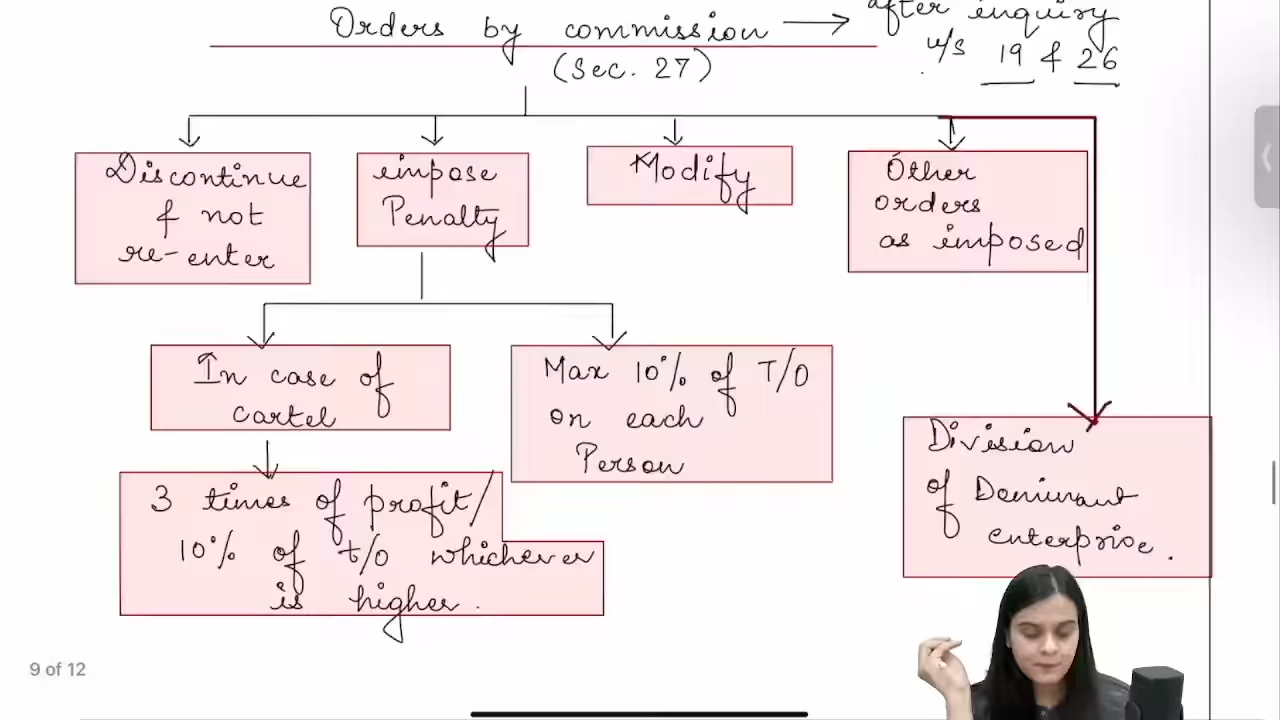 Orders by commission → after inquiry
u/s 19 & 26
(Sec. 27)
Discontinue
& not
re-enter
impose
Penalty
Modify
Other
orders
as imposed
In case of
cartel
Max 10% of T/O
on each
Person
Division
of Dominant
enterprise.
3 times of profit/
10% of t/o whichever
is higher.
9 of 12